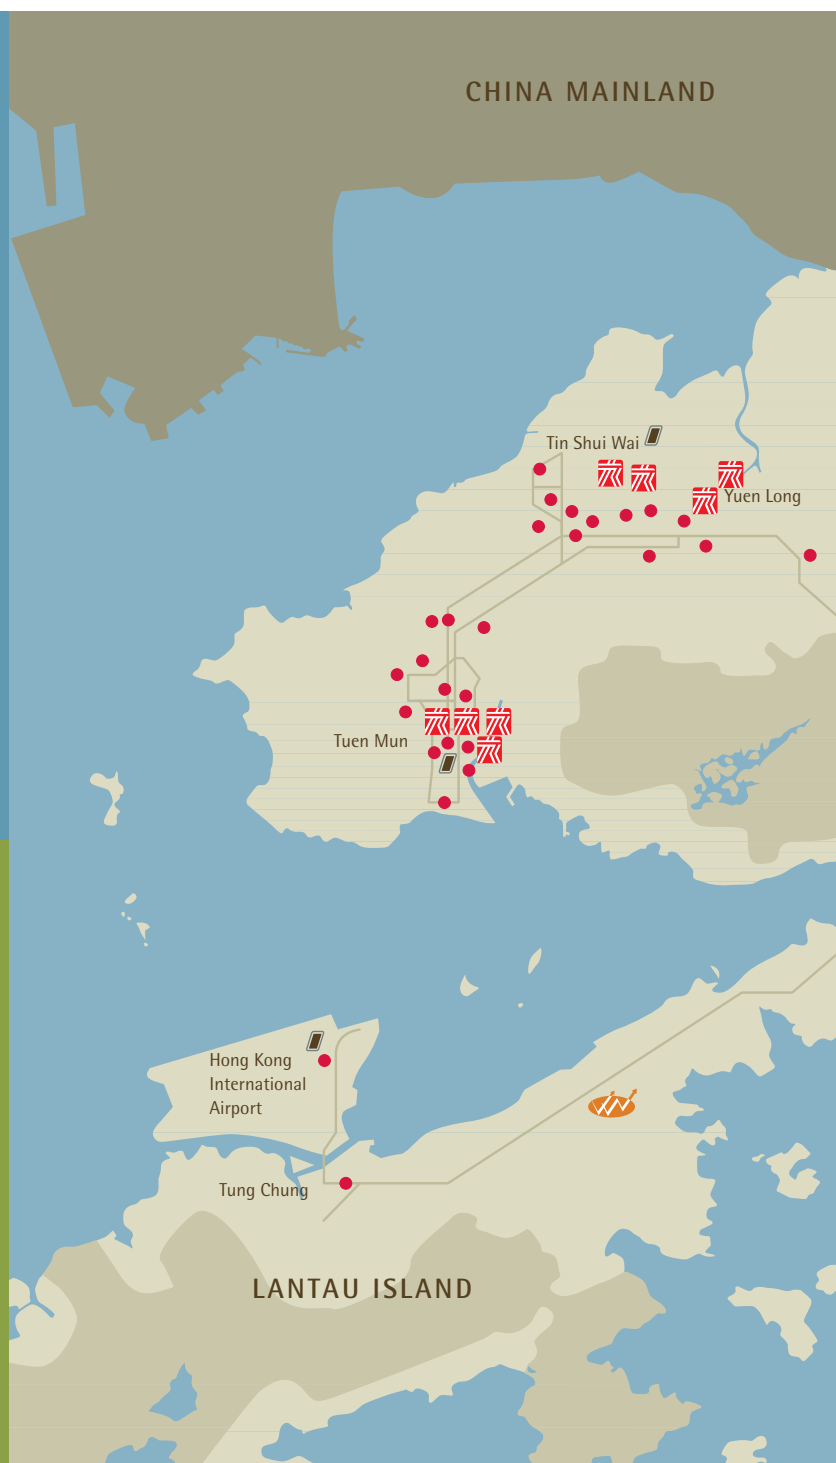 CHINA MAINLAND
Tin Shui Wai
Yuen Long
Tuen Mun
Hong Kong
International
Airport
Tung Chung
LANTAU ISLAND